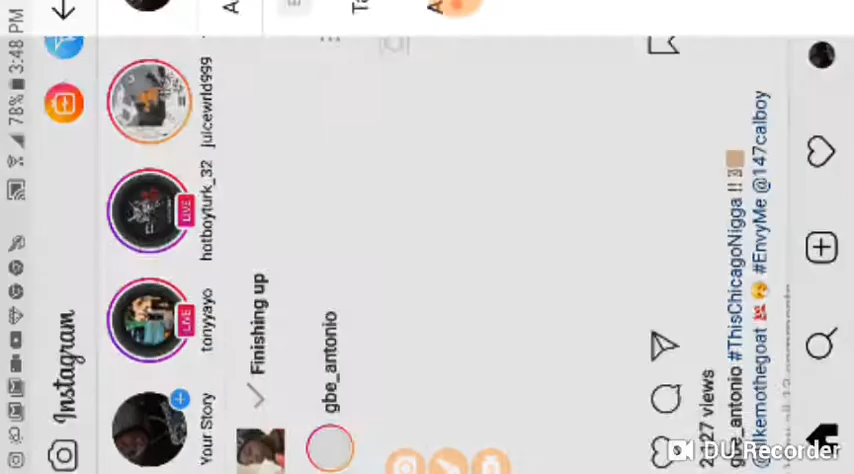 78% 3:48 PM
Instagram
LIVE
LIVE
Your Story
tonyyayo
hotboyturk_32
juicewrld999
Finishing up
gbe_antonio
views
#ThisChicagoNigga !!
#EnvyMe @147calboy
DU Recorder